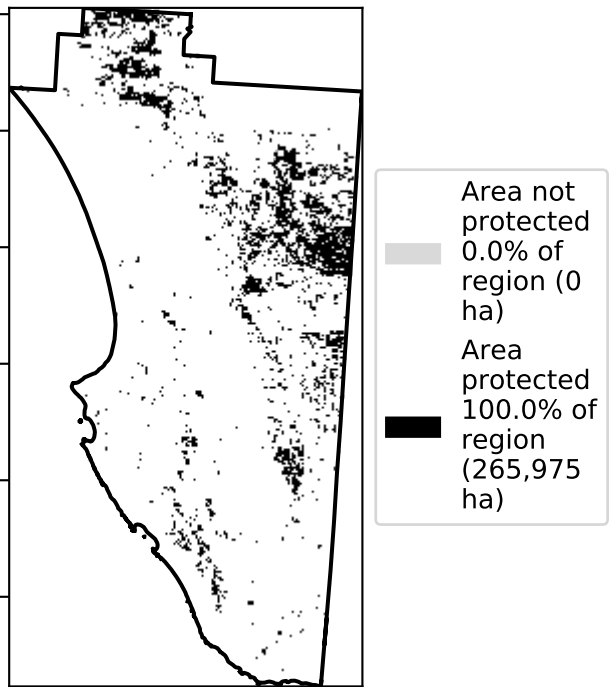 Area not
protected
0.0% of
region (0
ha)
Area
protected
100.0% of
region
(265,975
ha)